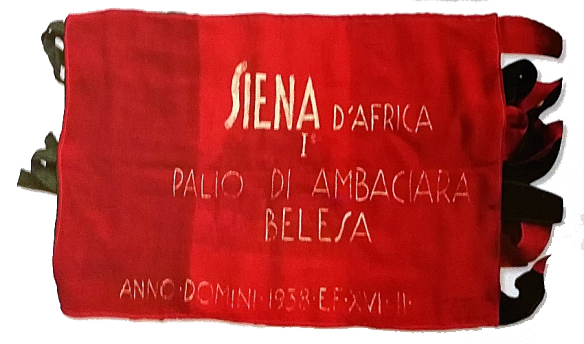 SIENA D'AFRICA
I°
PALIO DI AMBACIARA
BELESA
ANNO·DOMINI·1938·E·F·XVI·II·